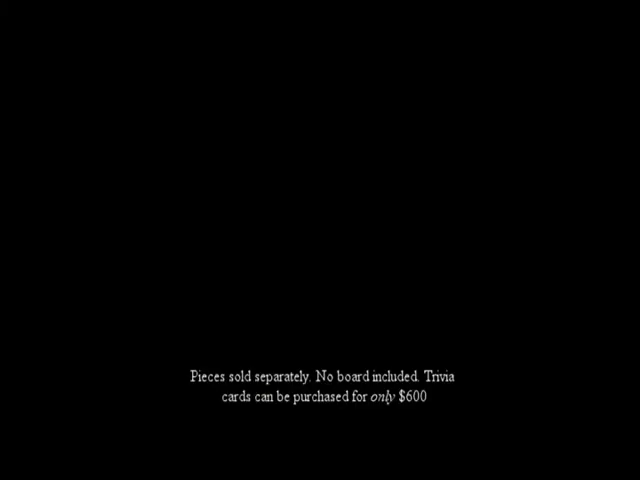 Pieces sold separately. No board included. Trivia
cards can be purchased for only $600